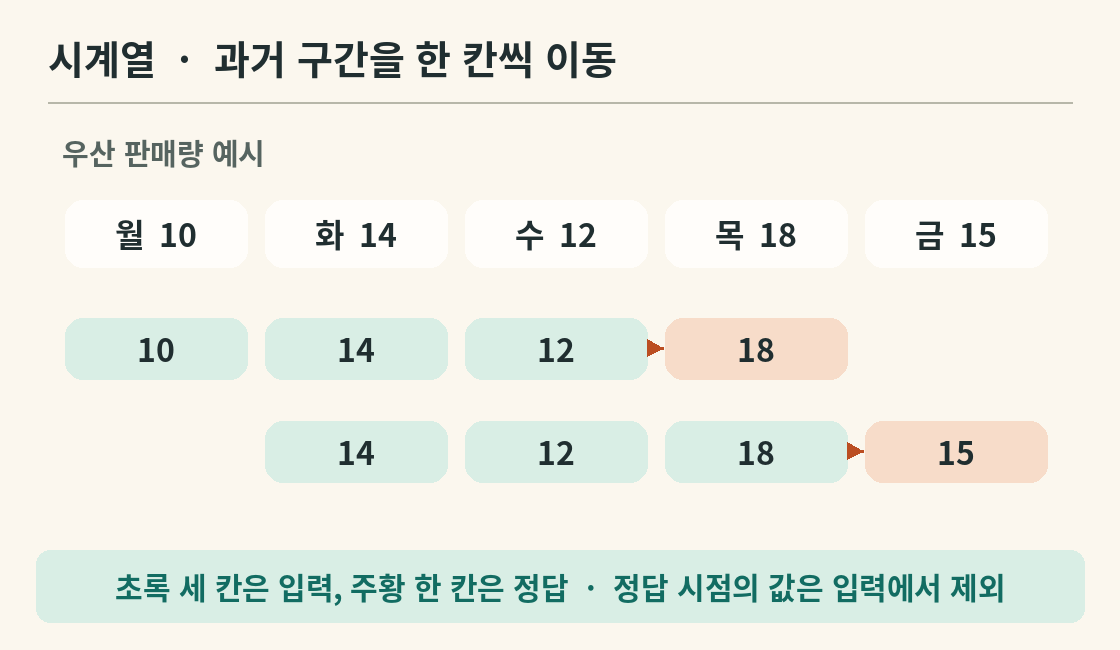 시계열 · 과거 구간을 한 칸씩 이동
우산 판매량 예시
월 10 화 14 수 12 목 18 금 15
10 14 12 18
14 12 18 15
초록 세 칸은 입력, 주황 한 칸은 정답 · 정답 시점의 값은 입력에서 제외